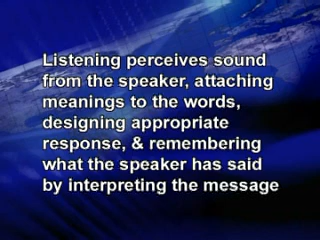 Listening perceives sound
from the speaker, attaching
meanings to the words,
designing appropriate
response, & remembering
what the speaker has said
by interpreting the message